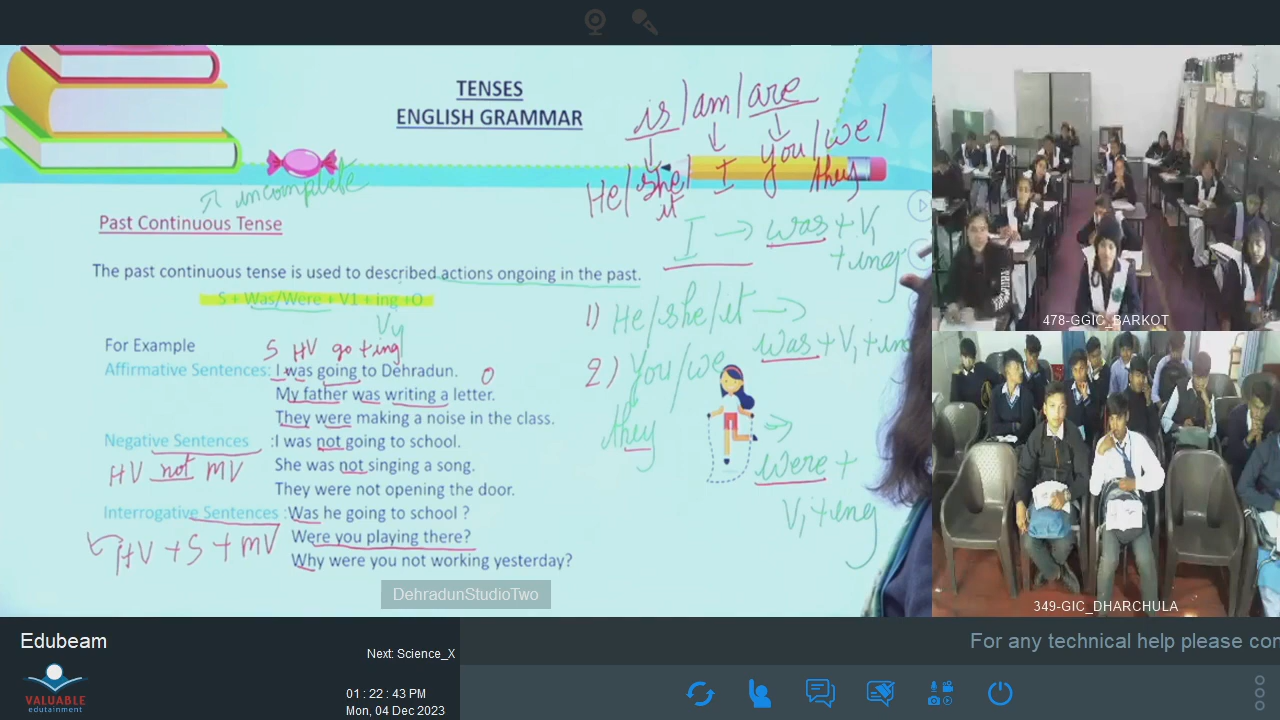 TENSES
ENGLISH GRAMMAR
is/am/are
He/she/ I you/we/
it they
incomplete
Past Continuous Tense
I → was + V1
+ ing
The past continuous tense is used to described actions ongoing in the past.
S + Was/Were + V1 + ing +O
1) He/she/it →
was + V1 + ing
For Example
S HV go + ing
Affirmative Sentences: I was going to Dehradun. O
My father was writing a letter.
They were making a noise in the class.
2) You/we
they →
were +
V1 + ing
Negative Sentences :I was not going to school.
HV not MV She was not singing a song.
They were not opening the door.
Interrogative Sentences :Was he going to school ?
HV + S + MV Were you playing there?
Why were you not working yesterday?
DehradunStudioTwo
478-GGIC_BARKOT
349-GIC_DHARCHULA
Edubeam
VALUABLE
edutainment
Next: Science_X
01 : 22 : 43 PM
Mon, 04 Dec 2023
For any technical help please con